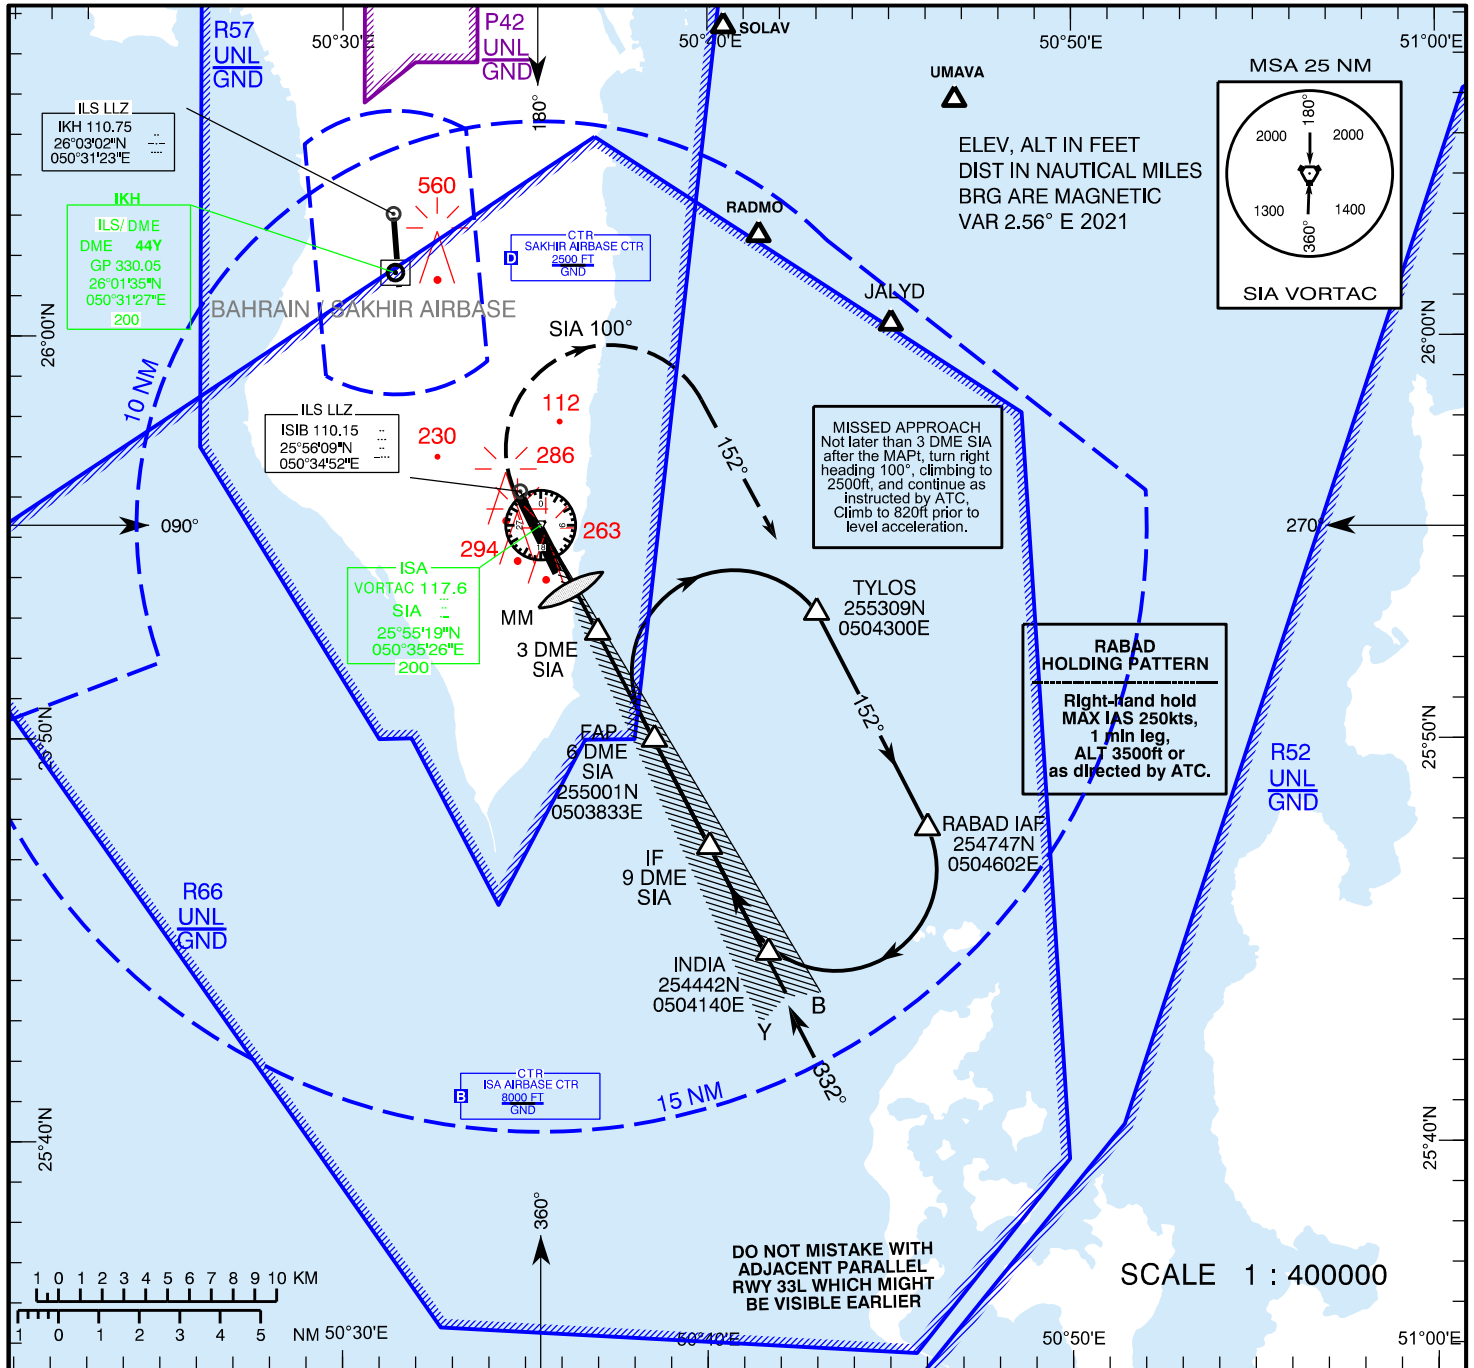 R57
UNL
GND
50°30'E
P42
UNL
GND
180°
50°40'E
SOLAV
50°50'E
51°00'E
UMAVA
MSA 25 NM
2000
180°
2000
1300
360°
1400
SIA VORTAC
ELEV, ALT IN FEET
DIST IN NAUTICAL MILES
BRG ARE MAGNETIC
VAR 2.56° E 2021
ILS LLZ
IKH 110.75
26°03'02"N
050°31'23"E
IKH
ILS/ DME
DME 44Y
GP 330.05
26°01'35"N
050°31'27"E
200
560
D
CTR
SAKHIR AIRBASE CTR
2500 FT
GND
RADMO
JALYD
BAHRAIN / SAKHIR AIRBASE
26°00'N
26°00'N
SIA 100°
10 NM
112
230
286
ILS LLZ
ISIB 110.15
25°56'09"N
050°34'52"E
152°
MISSED APPROACH
Not later than 3 DME SIA
after the MAPt, turn right
heading 100°, climbing to
2500ft, and continue as
instructed by ATC,
Climb to 820ft prior to
level acceleration.
090°
270°
0
9
18
27
263
294
ISA
VORTAC 117.6
SIA
25°55'19"N
050°35'26"E
200
MM
3 DME
SIA
TYLOS
255309N
0504300E
RABAD
HOLDING PATTERN
Right-hand hold
MAX IAS 250kts,
1 min leg,
ALT 3500ft or
as directed by ATC.
152°
25°50'N
25°50'N
FAP
6 DME
SIA
255001N
0503833E
R52
UNL
GND
RABAD IAF
254747N
0504602E
IF
9 DME
SIA
R66
UNL
GND
INDIA
254442N
0504140E
B
Y
332°
B
CTR
ISA AIRBASE CTR
8000 FT
GND
15 NM
25°40'N
25°40'N
360°
DO NOT MISTAKE WITH
ADJACENT PARALLEL
RWY 33L WHICH MIGHT
BE VISIBLE EARLIER
SCALE 1 : 400000
1 0 1 2 3 4 5 6 7 8 9 10 KM
1 0 1 2 3 4 5 NM
50°30'E
50°40'E
50°50'E
51°00'E